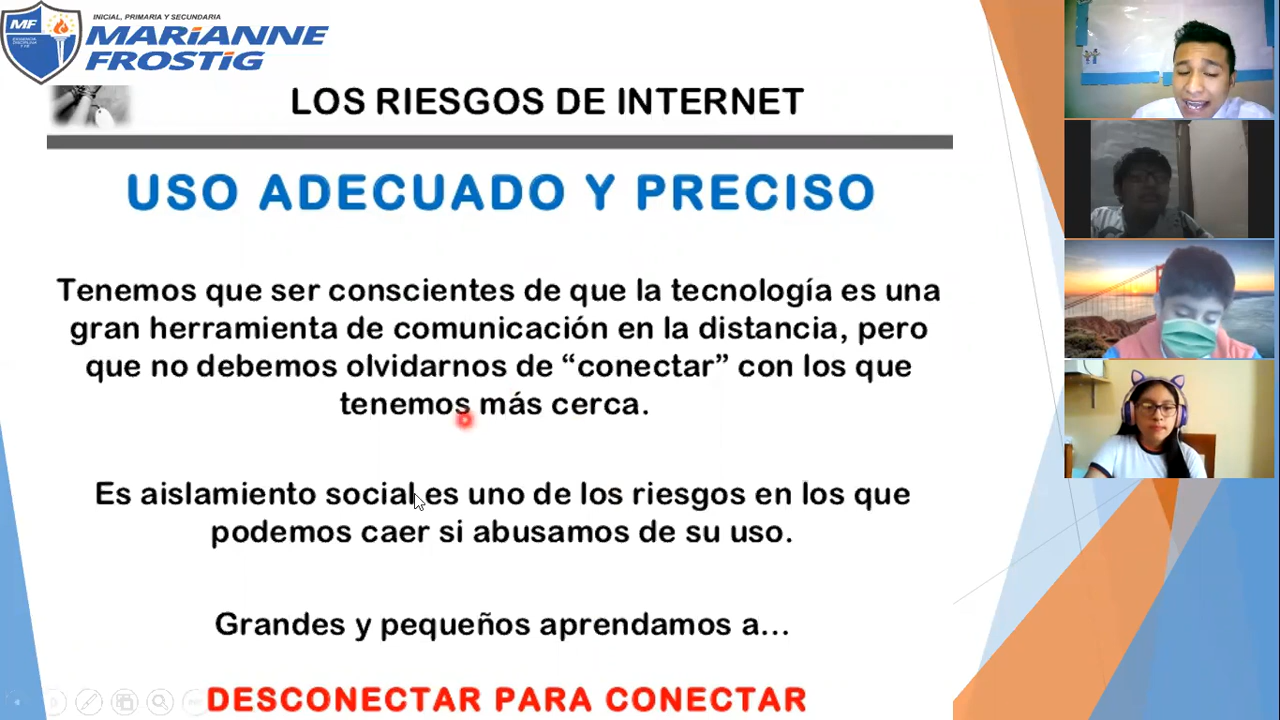 INICIAL, PRIMARIA Y SECUNDARIA
MF
MARIANNE
FROSTIG
LOS RIESGOS DE INTERNET
USO ADECUADO Y PRECISO
Tenemos que ser conscientes de que la tecnología es una
gran herramienta de comunicación en la distancia, pero
que no debemos olvidarnos de “conectar” con los que
tenemos más cerca.
Es aislamiento social es uno de los riesgos en los que
podemos caer si abusamos de su uso.
Grandes y pequeños aprendamos a...
DESCONECTAR PARA CONECTAR